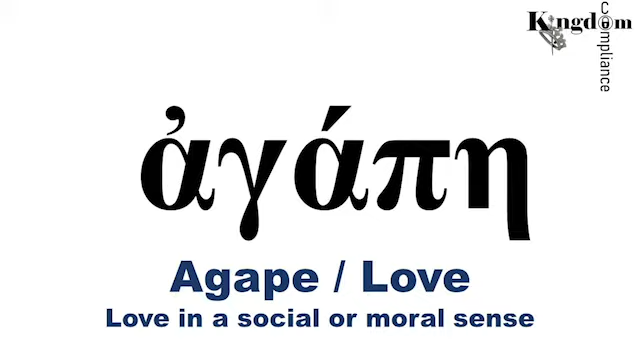 Kingdom
Compliance
ἀγάπη
Agape / Love
Love in a social or moral sense